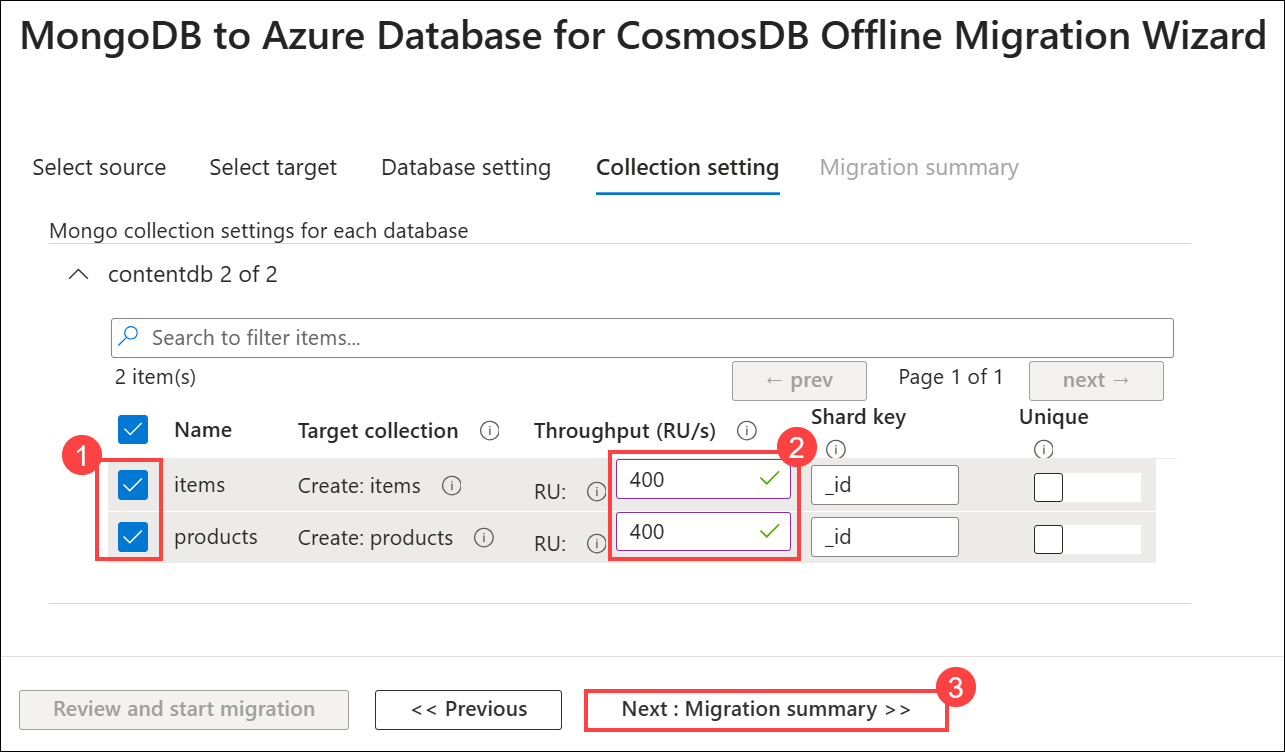 MongoDB to Azure Database for CosmosDB Offline Migration Wizard
Select source Select target Database setting Collection setting Migration summary
Mongo collection settings for each database
contentdb 2 of 2
Search to filter items...
2 item(s) ← prev Page 1 of 1 next →
Name Target collection Throughput (RU/s) Shard key Unique
1 2
items Create: items RU: 400 _id
products Create: products RU: 400 _id
3
Review and start migration << Previous Next : Migration summary >>